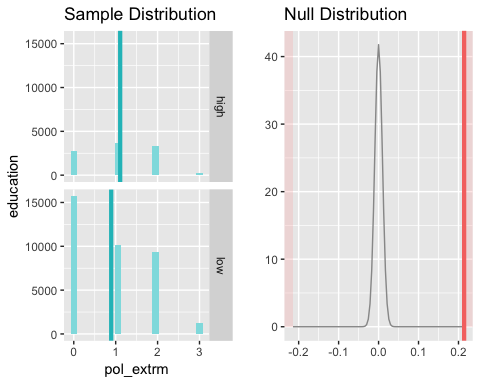 Sample Distribution
15000
10000
5000
0
high
15000
10000
5000
0
low
0 1 2 3
pol_extrm
education
Null Distribution
40
30
20
10
0
-0.2 -0.1 0.0 0.1 0.2